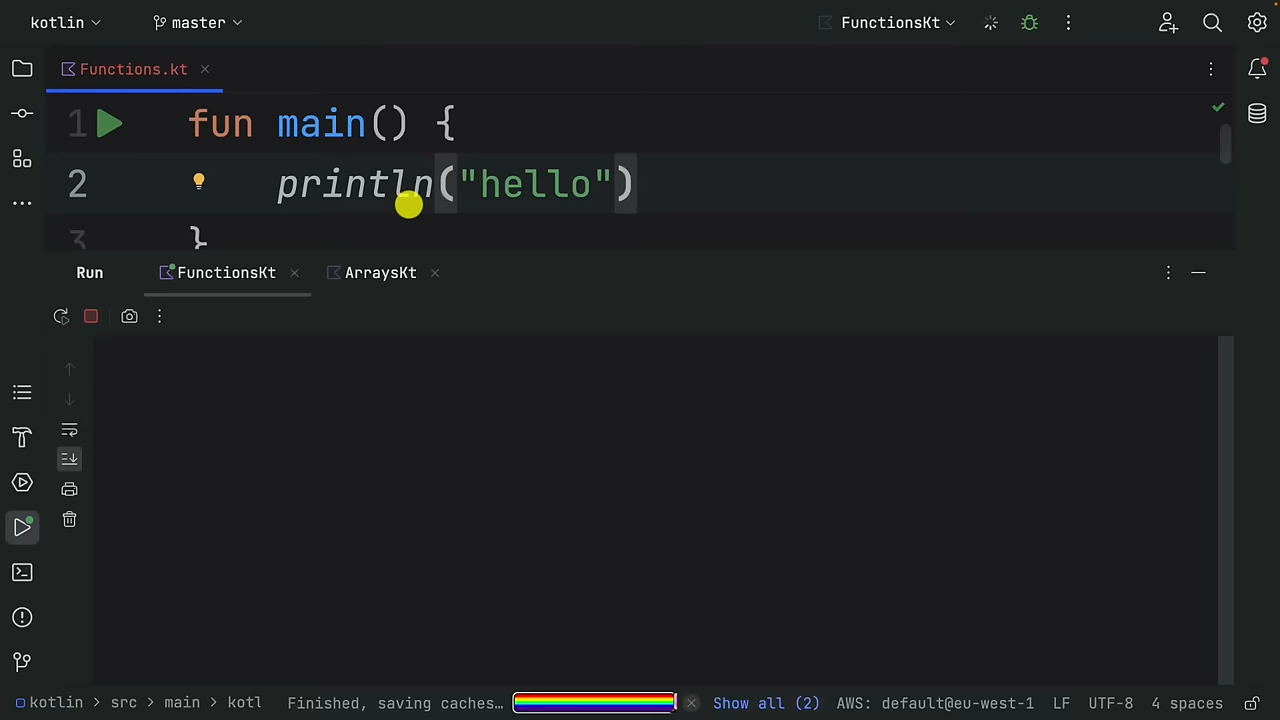 kotlin master FunctionsKt
Functions.kt
1 fun main() {
2 println("hello")
3 }
Run FunctionsKt ArraysKt
kotlin > src > main > kotl Finished, saving caches… Show all (2) AWS: default@eu-west-1 LF UTF-8 4 spaces